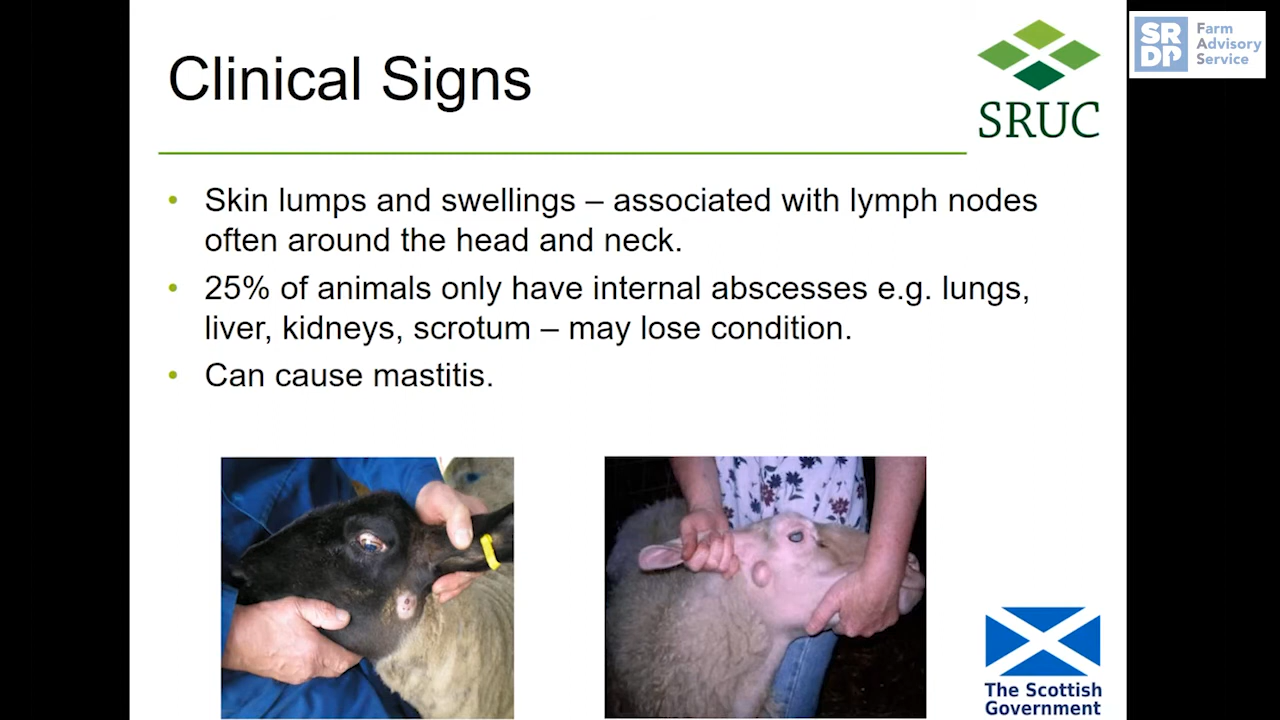 Clinical Signs
SRUC
SRDP
Farm
Advisory
Service
• Skin lumps and swellings – associated with lymph nodes
often around the head and neck.
• 25% of animals only have internal abscesses e.g. lungs,
liver, kidneys, scrotum – may lose condition.
• Can cause mastitis.
The Scottish
Government